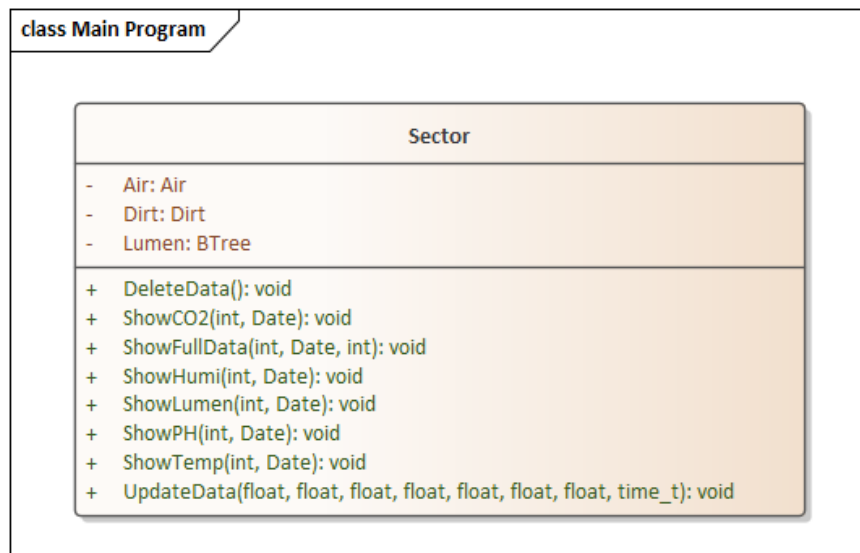 class Main Program
Sector
- Air: Air
- Dirt: Dirt
- Lumen: BTree
+ DeleteData(): void
+ ShowCO2(int, Date): void
+ ShowFullData(int, Date, int): void
+ ShowHumi(int, Date): void
+ ShowLumen(int, Date): void
+ ShowPH(int, Date): void
+ ShowTemp(int, Date): void
+ UpdateData(float, float, float, float, float, float, float, time_t): void